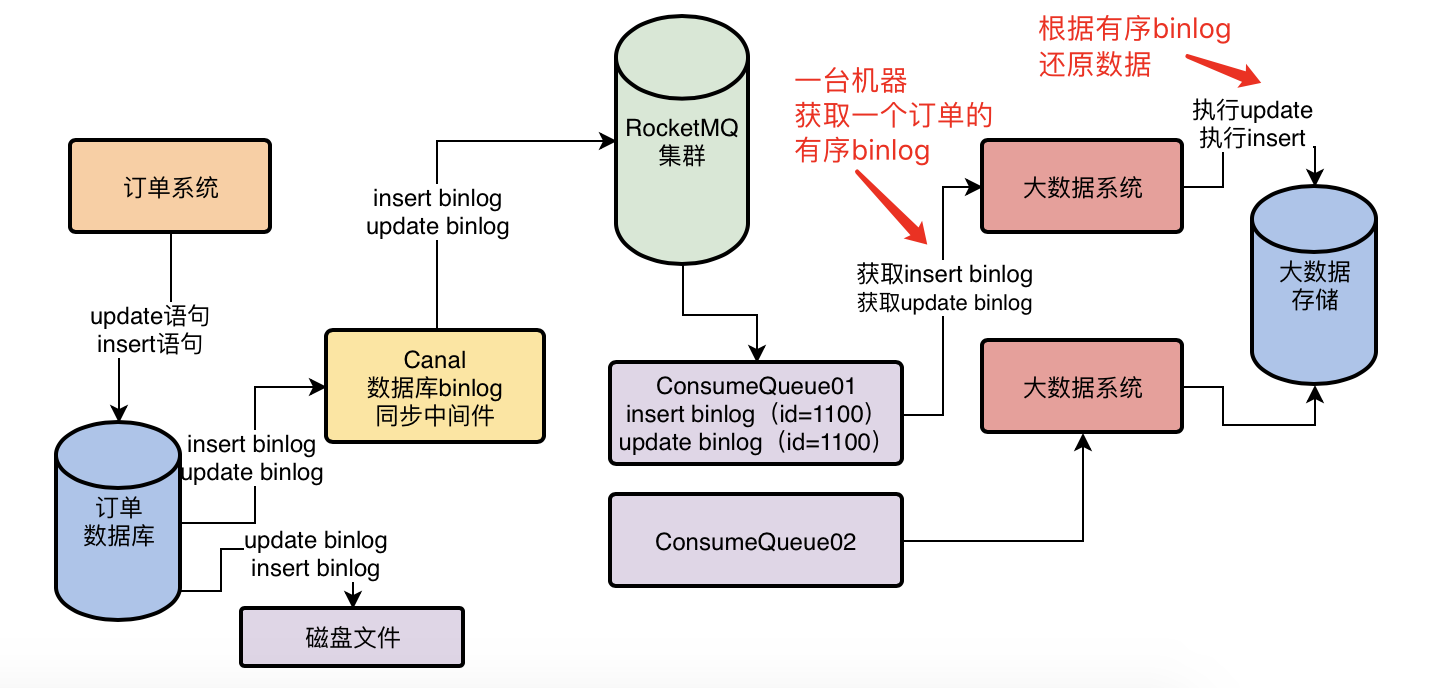 根据有序binlog
还原数据
一台机器
获取一个订单的
有序binlog
执行update
执行insert
RocketMQ
集群
订单系统
大数据系统
insert binlog
update binlog
获取insert binlog
获取update binlog
大数据
存储
update语句
insert语句
Canal
数据库binlog
同步中间件
ConsumeQueue01
insert binlog（id=1100）
update binlog（id=1100）
大数据系统
insert binlog
update binlog
订单
数据库
update binlog
insert binlog
ConsumeQueue02
磁盘文件